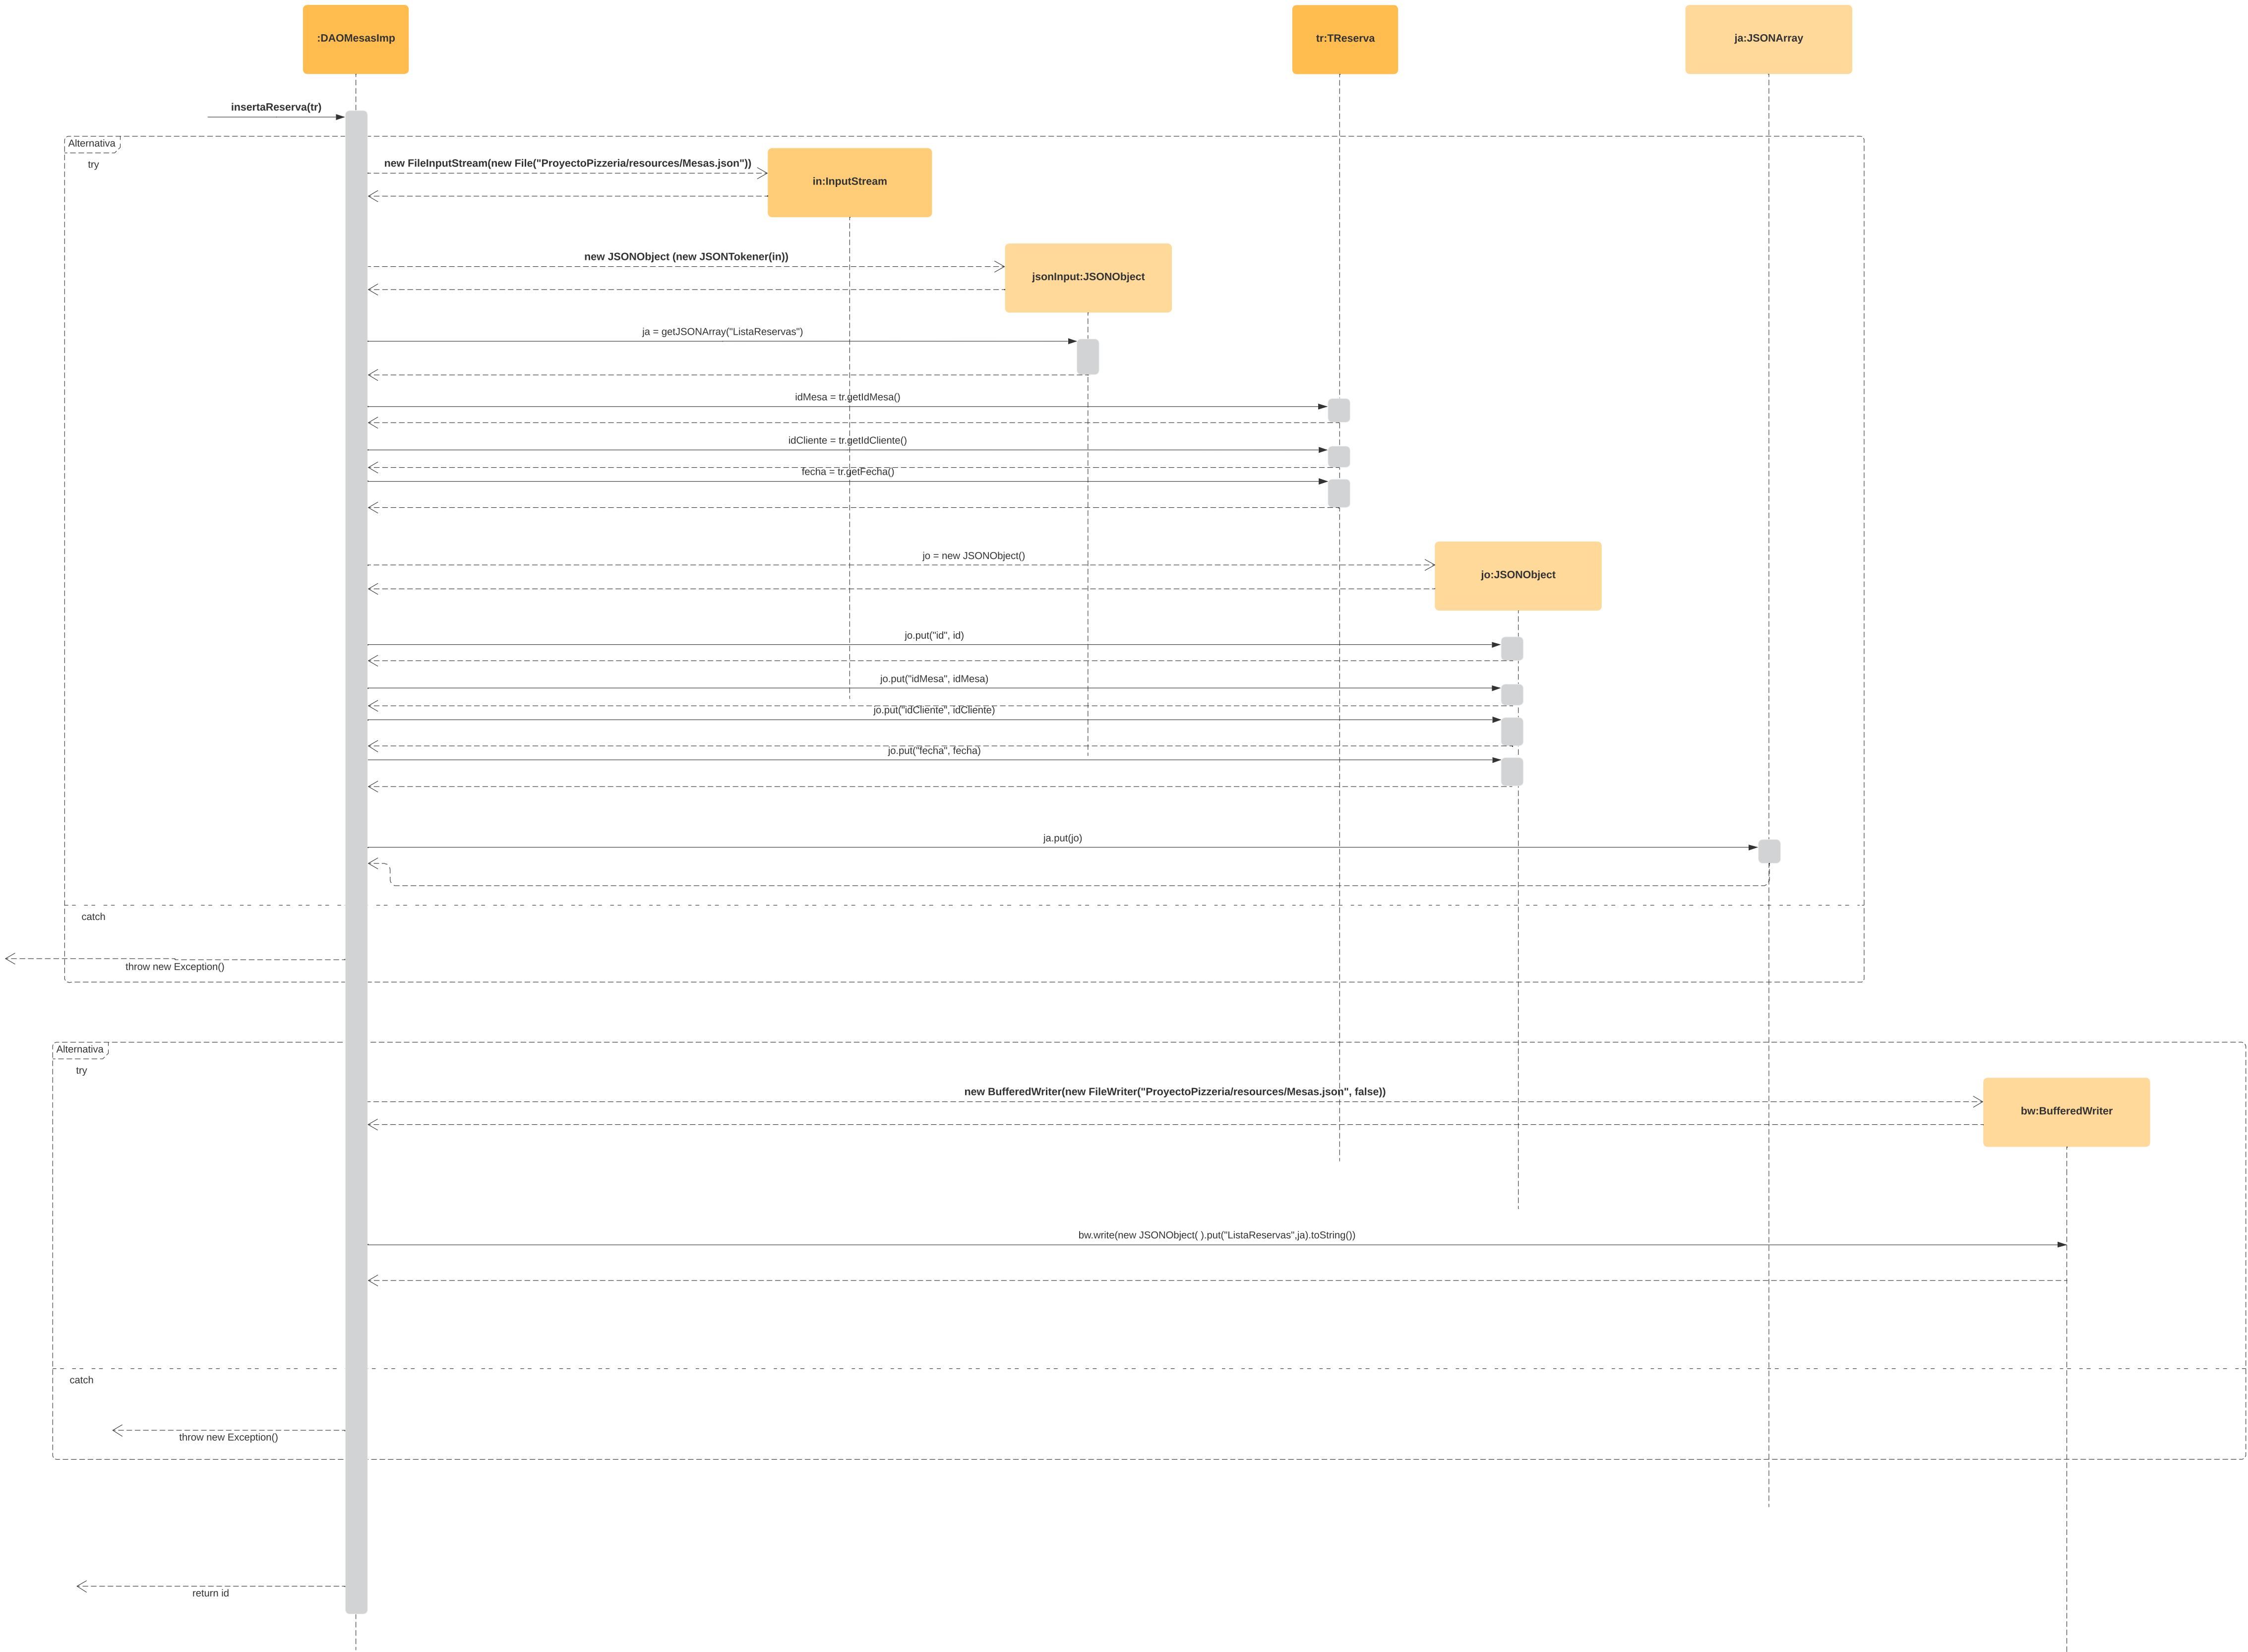 :DAOMesasImp
tr:TReserva
ja:JSONArray
insertaReserva(tr)
Alternativa
try
new FileInputStream(new File("ProyectoPizzeria/resources/Mesas.json"))
in:InputStream
new JSONObject (new JSONTokener(in))
jsonInput:JSONObject
ja = getJSONArray("ListaReservas")
idMesa = tr.getIdMesa()
idCliente = tr.getIdCliente()
fecha = tr.getFecha()
jo = new JSONObject()
jo:JSONObject
jo.put("id", id)
jo.put("idMesa", idMesa)
jo.put("idCliente", idCliente)
jo.put("fecha", fecha)
ja.put(jo)
catch
throw new Exception()
Alternativa
try
new BufferedWriter(new FileWriter("ProyectoPizzeria/resources/Mesas.json", false))
bw:BufferedWriter
bw.write(new JSONObject( ).put("ListaReservas",ja).toString())
catch
throw new Exception()
return id